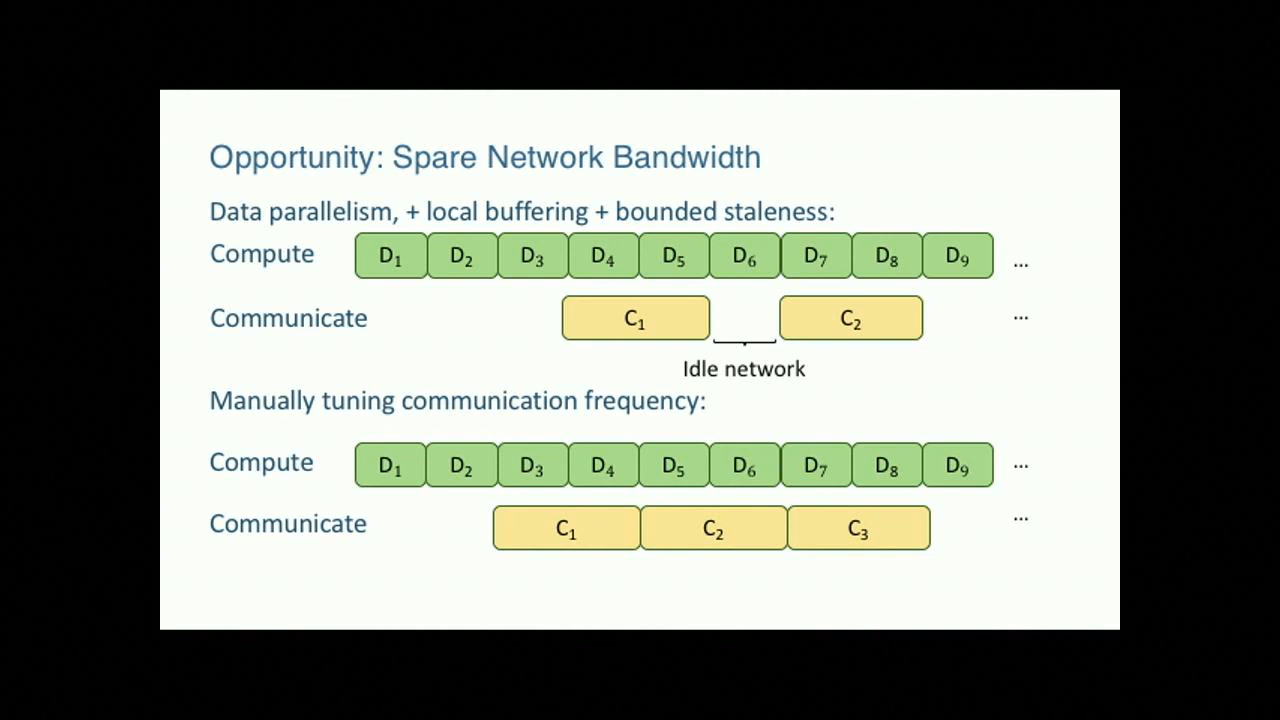 Opportunity: Spare Network Bandwidth
Data parallelism, + local buffering + bounded staleness:
Compute D₁ D₂ D₃ D₄ D₅ D₆ D₇ D₈ D₉ ...
Communicate C₁ C₂ ...
Idle network
Manually tuning communication frequency:
Compute D₁ D₂ D₃ D₄ D₅ D₆ D₇ D₈ D₉ ...
Communicate C₁ C₂ C₃ ...